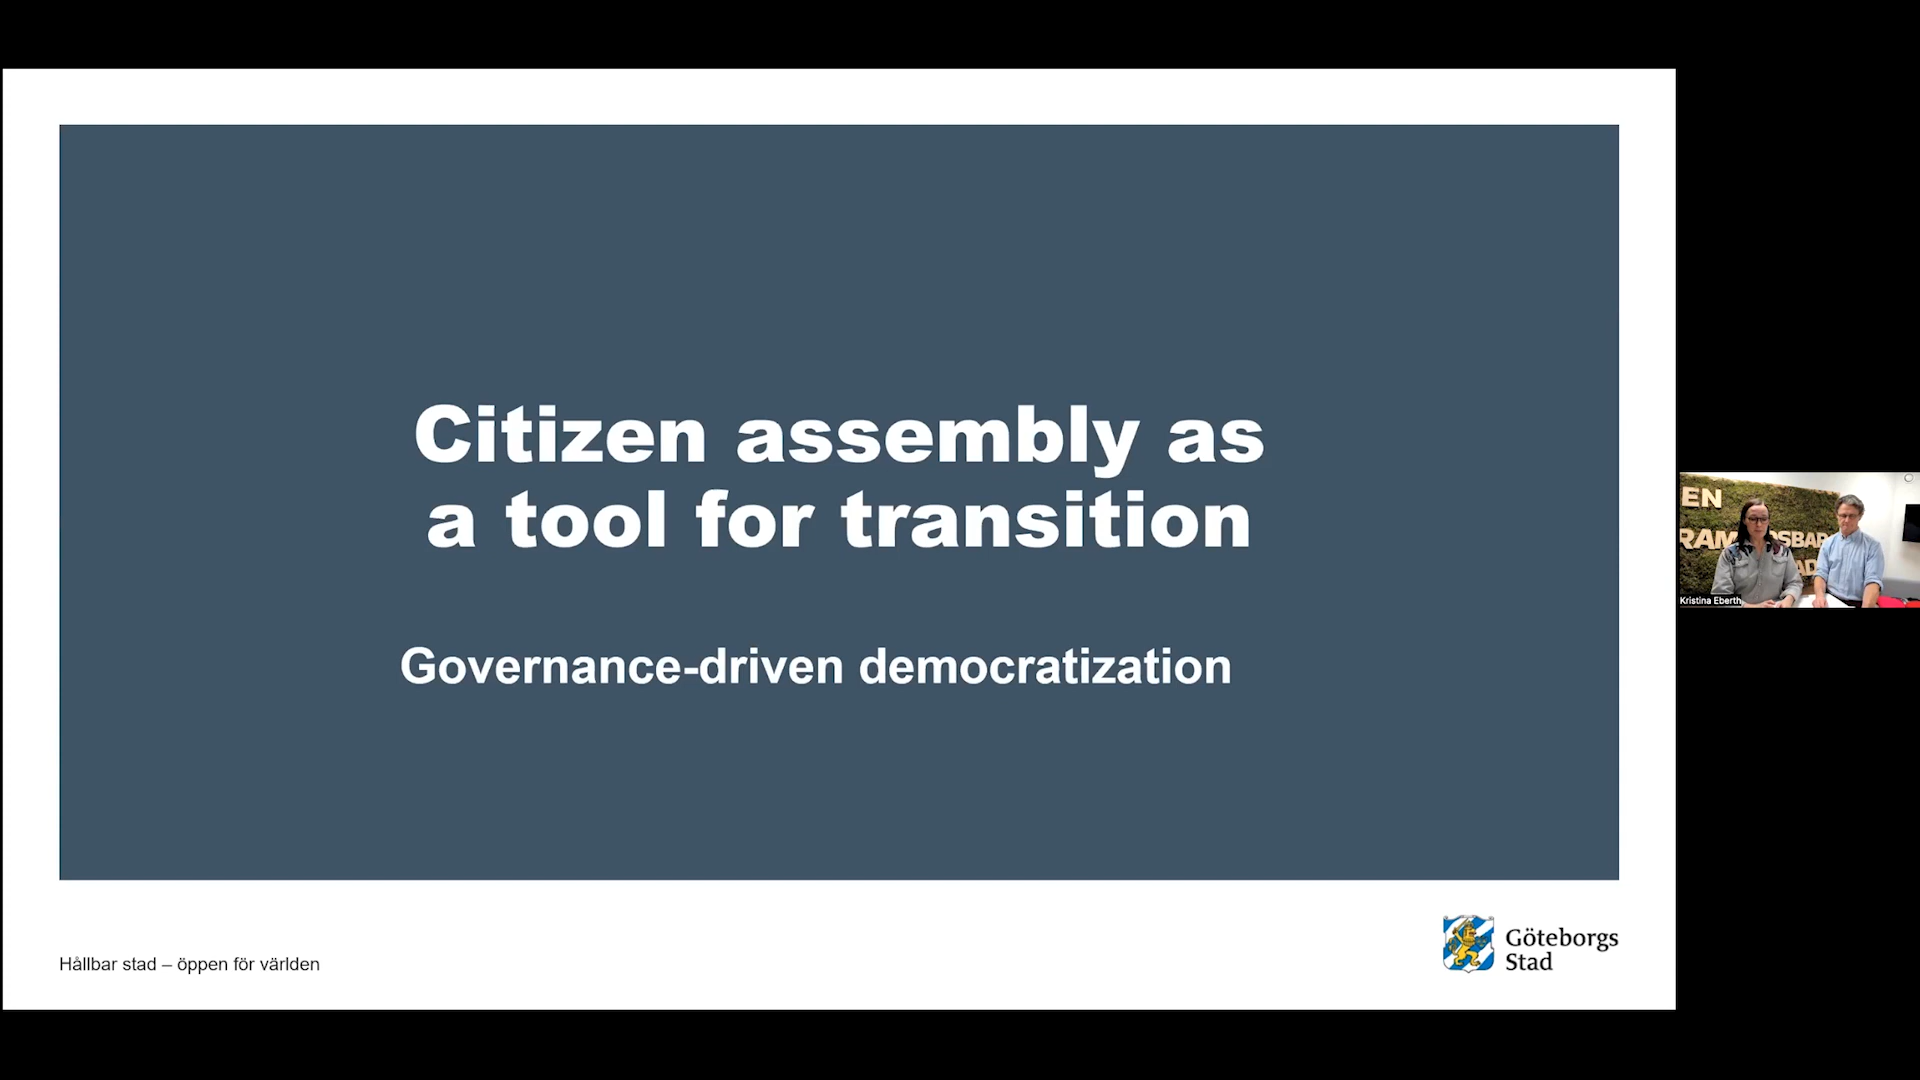 Citizen assembly as
a tool for transition
Governance-driven democratization
Hållbar stad – öppen för världen
Göteborgs
Stad
EN
Kristina Eberth